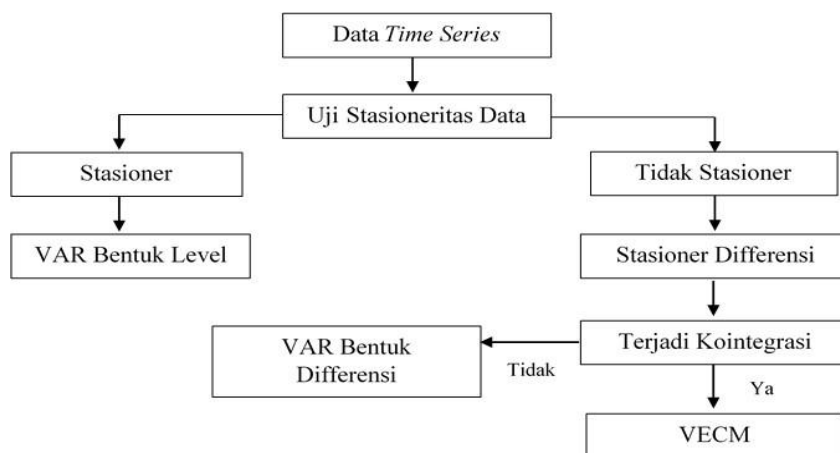 Data Time Series
Uji Stasioneritas Data
Stasioner
Tidak Stasioner
VAR Bentuk Level
Stasioner Differensi
VAR Bentuk
Differensi
Tidak
Terjadi Kointegrasi
Ya
VECM